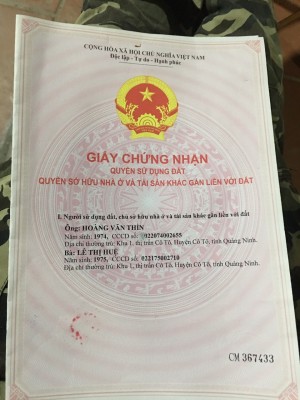 CỘNG HÒA XÃ HỘI CHỦ NGHĨA VIỆT NAM
Độc lập - Tự do - Hạnh phúc
GIẤY CHỨNG NHẬN
QUYỀN SỬ DỤNG ĐẤT
QUYỀN SỞ HỮU NHÀ Ở VÀ TÀI SẢN KHÁC GẮN LIỀN VỚI ĐẤT
I. Người sử dụng đất, chủ sở hữu nhà ở và tài sản khác gắn liền với đất
Ông: HOÀNG VĂN THIN
Năm sinh: 1974, CCCD số: 022074002655
Địa chỉ thường trú: Khu 1, thị trấn Cô Tô, Huyện Cô Tô, tỉnh Quảng Ninh.
Bà: LÊ THỊ HUỆ
Năm sinh: 1975, CCCD số: 022175002710
Địa chỉ thường trú: Khu 1, thị trấn Cô Tô, Huyện Cô Tô, tỉnh Quảng Ninh.
CM 367433